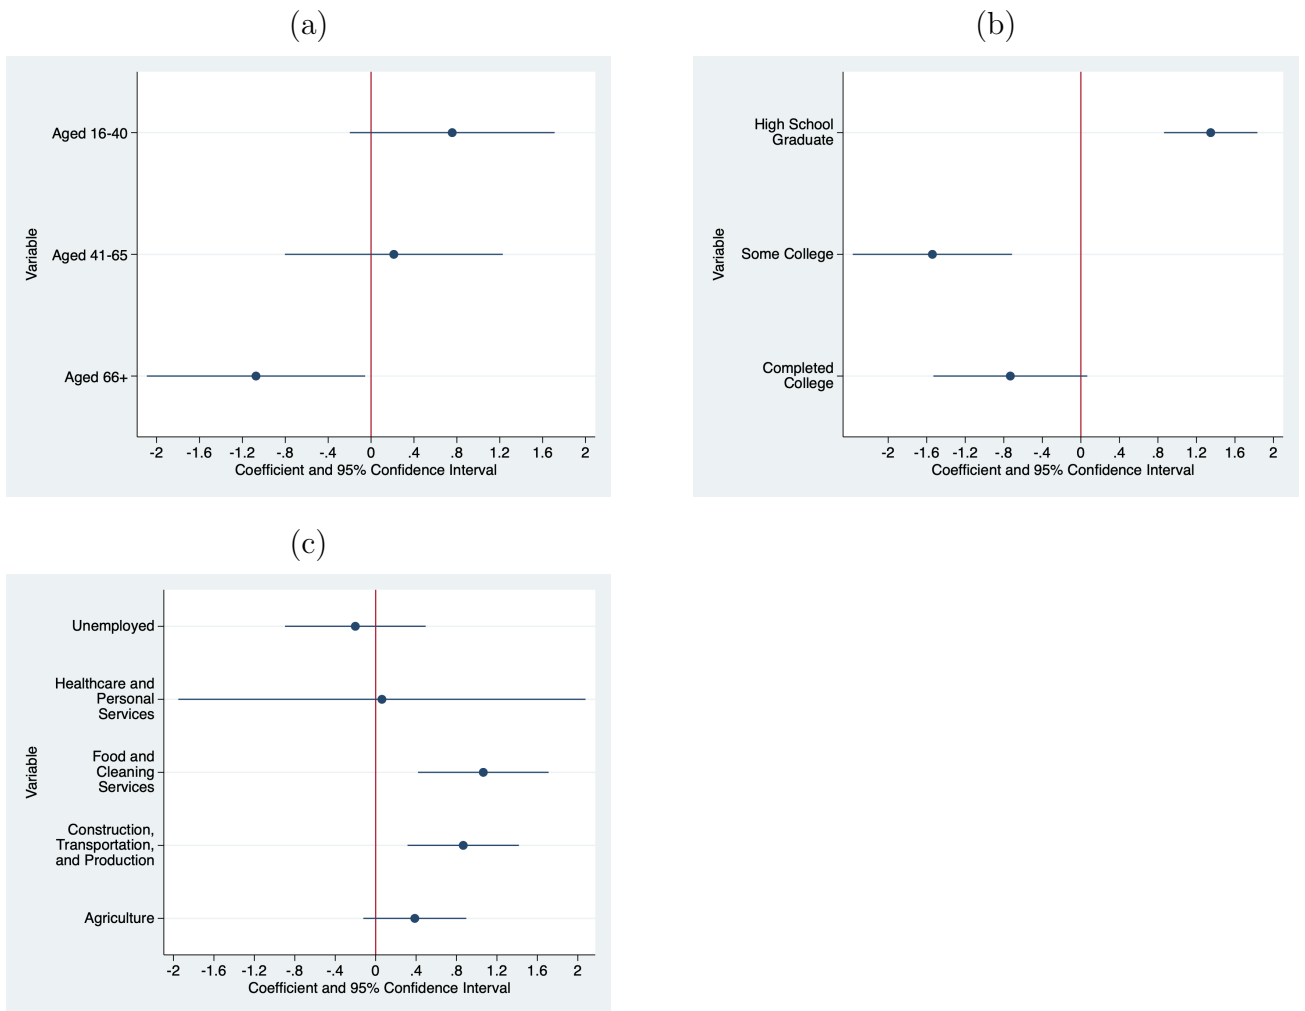 (a)
Variable
Aged 16-40
Aged 41-65
Aged 66+
-2 -1.6 -1.2 -.8 -.4 0 .4 .8 1.2 1.6 2
Coefficient and 95% Confidence Interval
(b)
Variable
High School
Graduate
Some College
Completed
College
-2 -1.6 -1.2 -.8 -.4 0 .4 .8 1.2 1.6 2
Coefficient and 95% Confidence Interval
(c)
Variable
Unemployed
Healthcare and
Personal
Services
Food and
Cleaning
Services
Construction,
Transportation,
and Production
Agriculture
-2 -1.6 -1.2 -.8 -.4 0 .4 .8 1.2 1.6 2
Coefficient and 95% Confidence Interval